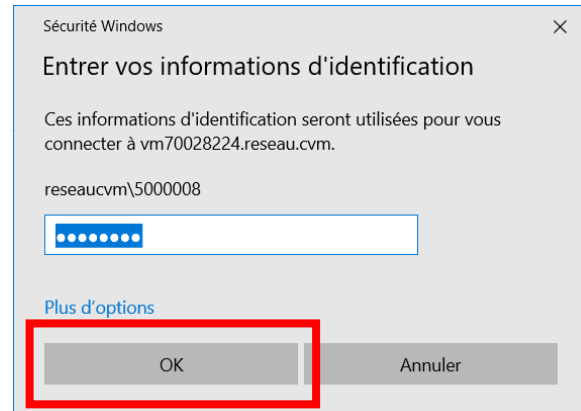 Sécurité Windows
Entrer vos informations d'identification
Ces informations d'identification seront utilisées pour vous
connecter à vm70028224.reseau.cvm.
reseaucvm\5000008
●●●●●●●●
Plus d'options
OK
Annuler